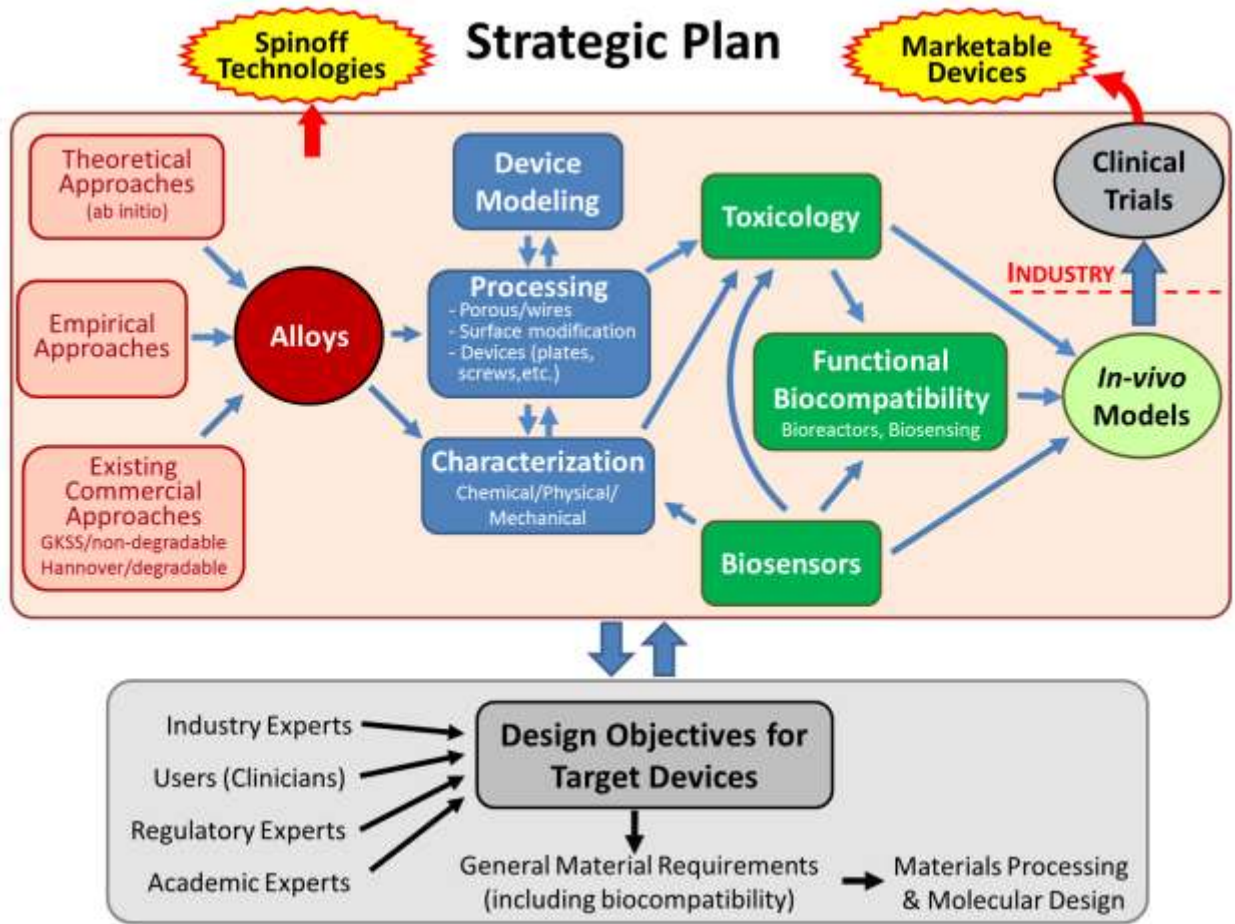 Strategic Plan
Spinoff
Technologies
Marketable
Devices
Theoretical
Approaches
(ab initio)
Empirical
Approaches
Existing
Commercial
Approaches
GKSS/non-degradable
Hannover/degradable
Alloys
Device
Modeling
Processing
- Porous/wires
- Surface modification
- Devices (plates,
screws,etc.)
Characterization
Chemical/Physical/
Mechanical
Toxicology
Functional
Biocompatibility
Bioreactors, Biosensing
Biosensors
Clinical
Trials
INDUSTRY
In-vivo
Models
Industry Experts
Users (Clinicians)
Regulatory Experts
Academic Experts
Design Objectives for
Target Devices
General Material Requirements
(including biocompatibility)
Materials Processing
& Molecular Design